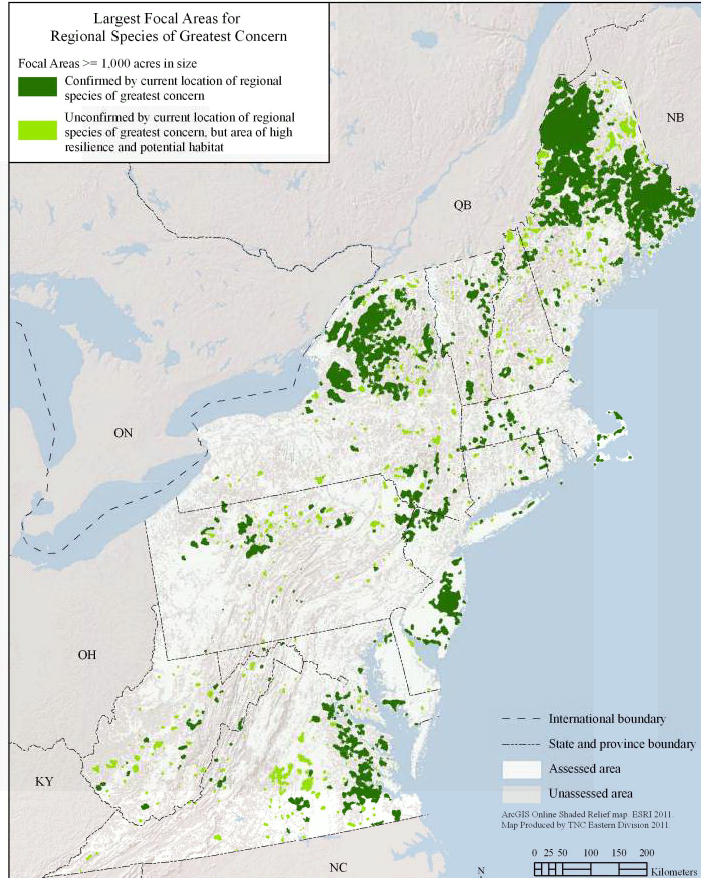 Largest Focal Areas for
Regional Species of Greatest Concern
Focal Areas >= 1,000 acres in size
Confirmed by current location of regional
species of greatest concern
Unconfirmed by current location of regional
species of greatest concern, but area of high
resilience and potential habitat
NB
QB
ON
OH
KY
NC
International boundary
State and province boundary
Assessed area
Unassessed area
ArcGIS Online Shaded Relief map. ESRI 2011.
Map Produced by TNC Eastern Division 2011.
0 25 50 100 150 200
Kilometers
N